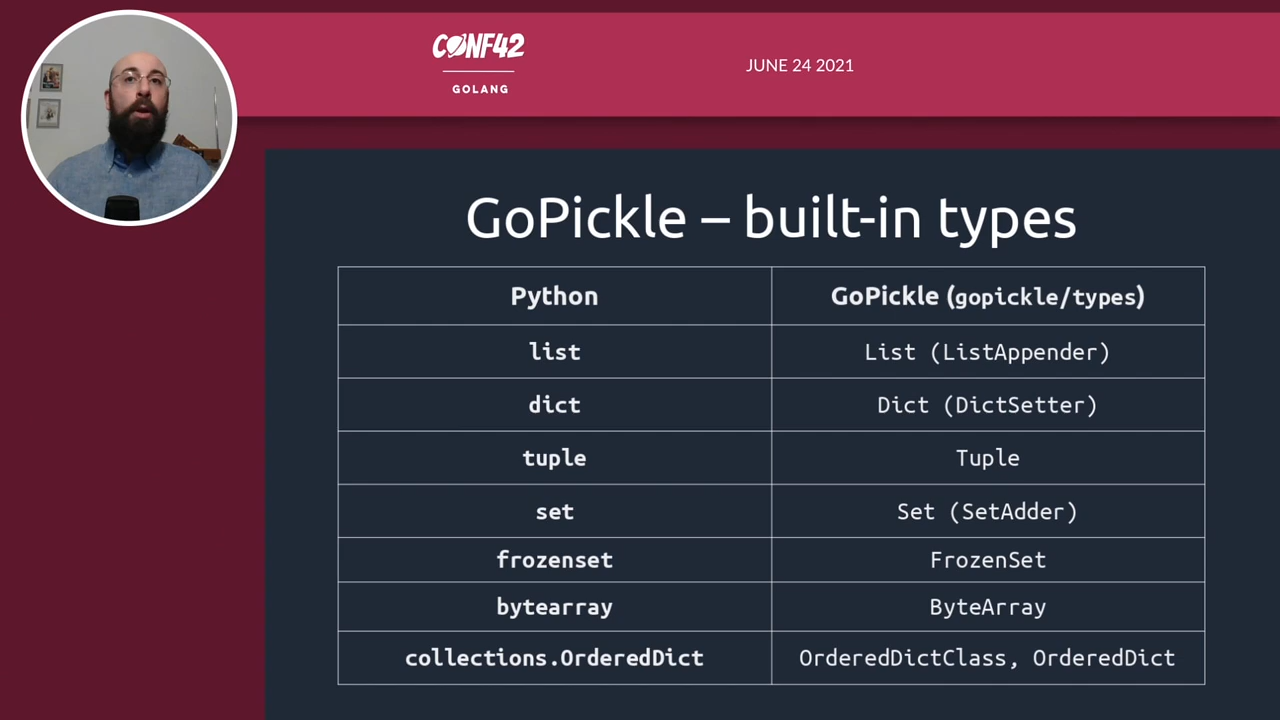 CONF42
GOLANG
JUNE 24 2021
GoPickle – built-in types
Python GoPickle (gopickle/types)
list List (ListAppender)
dict Dict (DictSetter)
tuple Tuple
set Set (SetAdder)
frozenset FrozenSet
bytearray ByteArray
collections.OrderedDict OrderedDictClass, OrderedDict